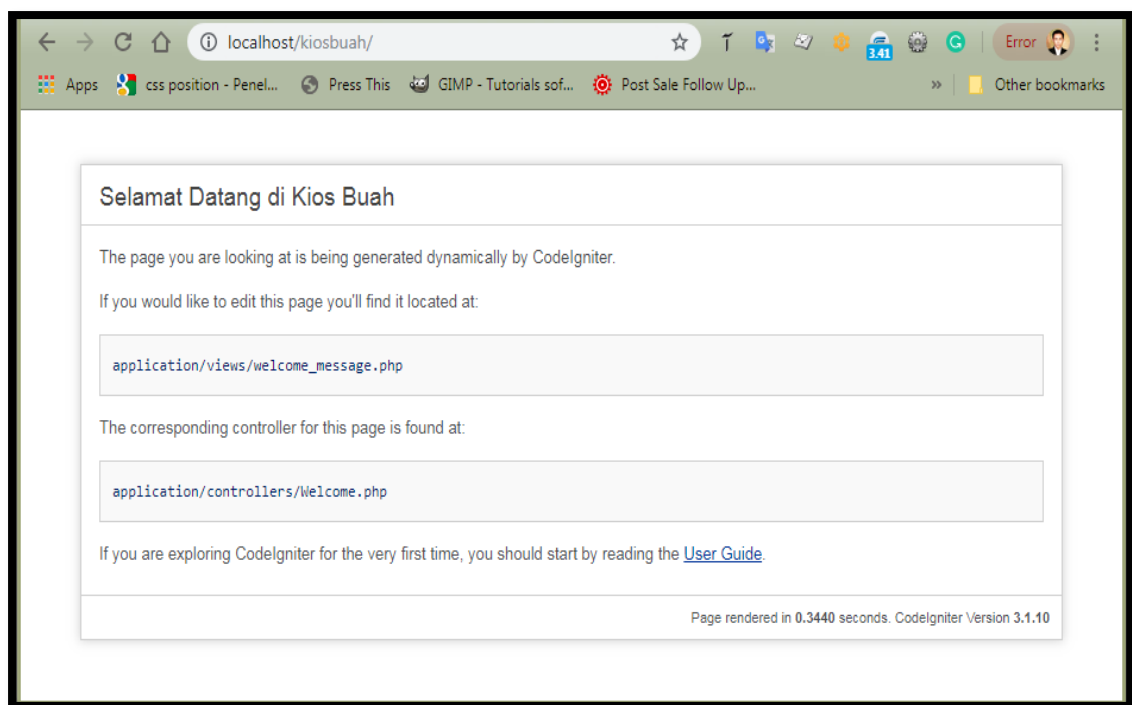 localhost/kiosbuah/
3.41
G
Error
Apps
css position - Penel...
Press This
GIMP - Tutorials sof...
Post Sale Follow Up...
»
Other bookmarks
Selamat Datang di Kios Buah
The page you are looking at is being generated dynamically by CodeIgniter.
If you would like to edit this page you'll find it located at:
application/views/welcome_message.php
The corresponding controller for this page is found at:
application/controllers/Welcome.php
If you are exploring CodeIgniter for the very first time, you should start by reading the User Guide.
Page rendered in 0.3440 seconds. CodeIgniter Version 3.1.10